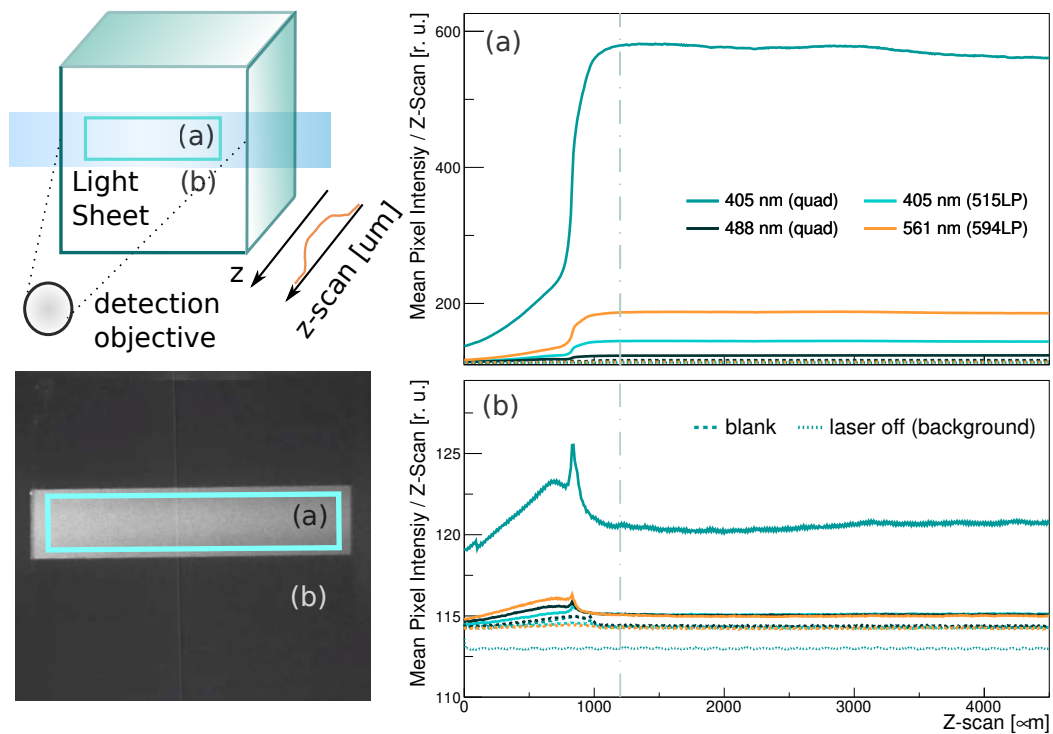 (a)
(b)
Light
Sheet
z
z-scan [um]
detection
objective
(a)
(b)
(a)
Mean Pixel Intensiy / Z-Scan [r. u.]
600
400
200
405 nm (quad)
405 nm (515LP)
488 nm (quad)
561 nm (594LP)
(b)
Mean Pixel Intensiy / Z-Scan [r. u.]
125
120
115
110
blank
laser off (background)
0
1000
2000
3000
4000
Z-scan [∝m]